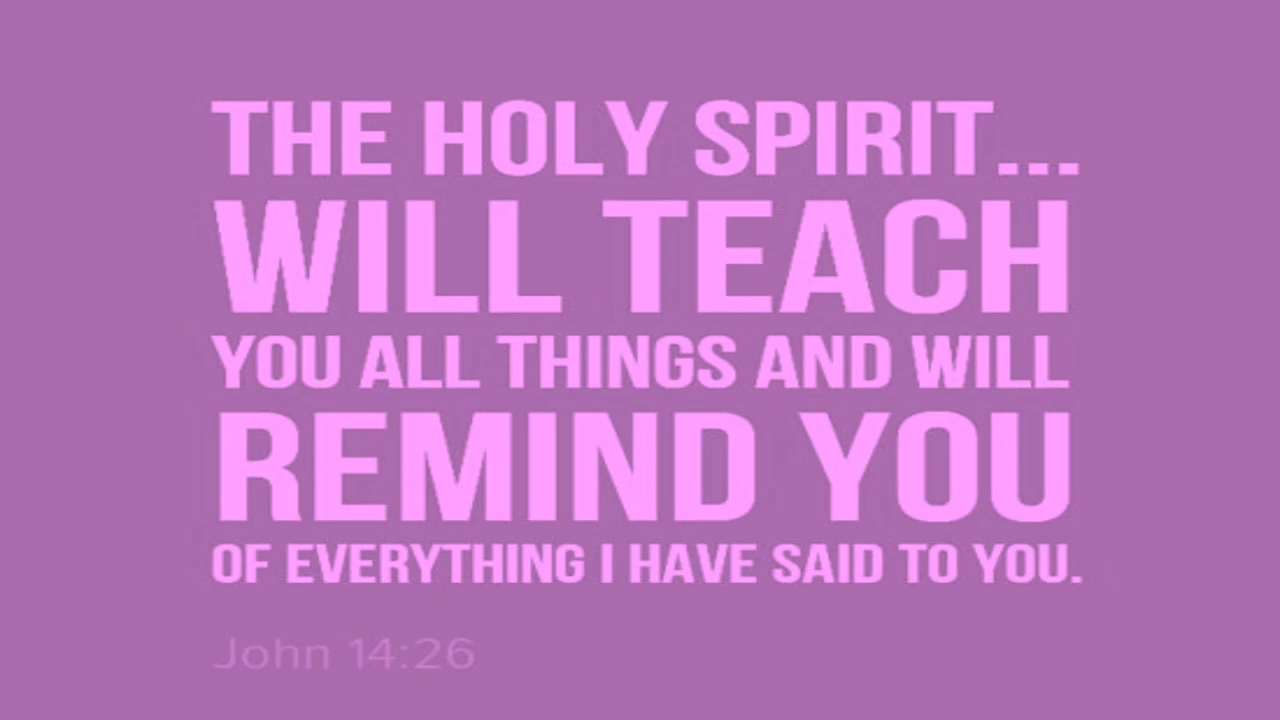 THE HOLY SPIRIT...
WILL TEACH
YOU ALL THINGS AND WILL
REMIND YOU
OF EVERYTHING I HAVE SAID TO YOU.
John 14:26